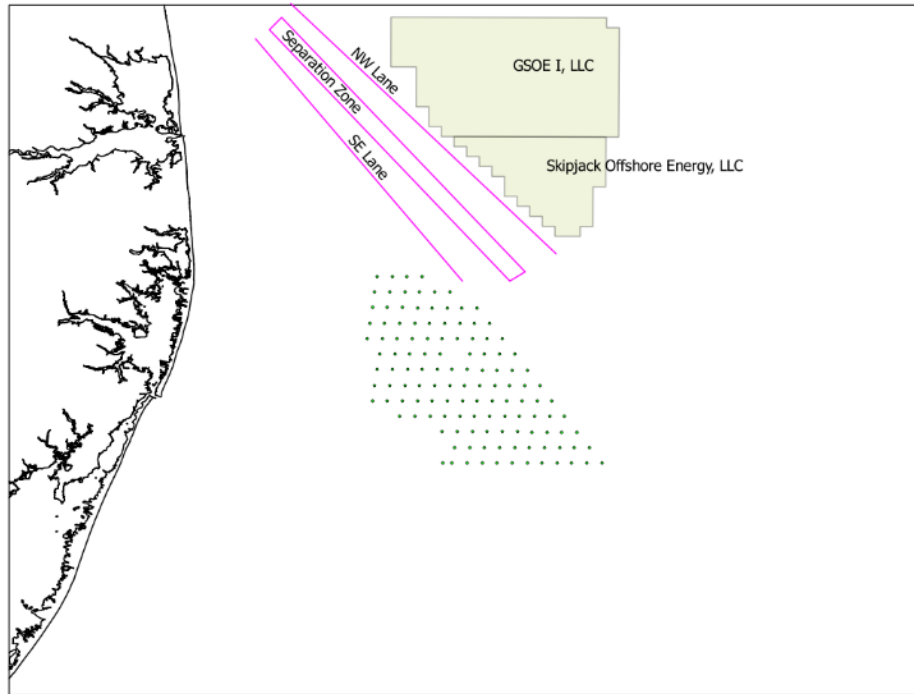 NW Lane
Separation Zone
SE Lane
GSOE I, LLC
Skipjack Offshore Energy, LLC